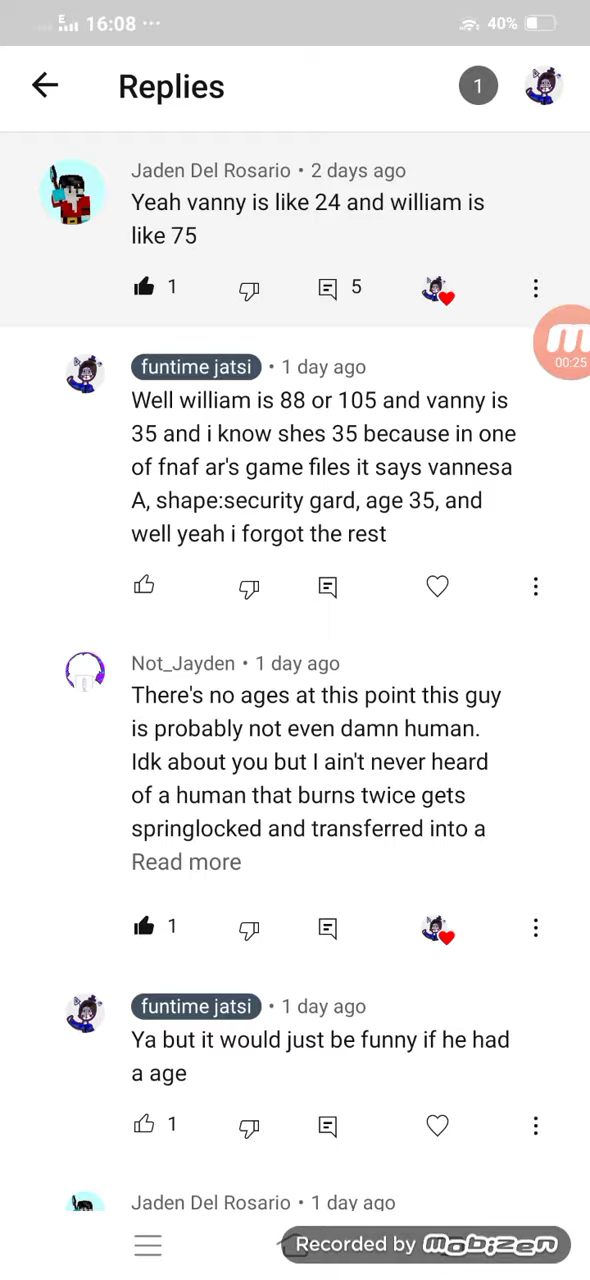 E 16:08 ··· 40%
Replies 1
Jaden Del Rosario • 2 days ago
Yeah vanny is like 24 and william is
like 75
1 5
00:25
funtime jatsi • 1 day ago
Well william is 88 or 105 and vanny is
35 and i know shes 35 because in one
of fnaf ar's game files it says vannesa
A, shape:security gard, age 35, and
well yeah i forgot the rest
Not_Jayden • 1 day ago
There's no ages at this point this guy
is probably not even damn human.
Idk about you but I ain't never heard
of a human that burns twice gets
springlocked and transferred into a
Read more
1
funtime jatsi • 1 day ago
Ya but it would just be funny if he had
a age
1
Jaden Del Rosario • 1 day ago
Recorded by mobizen